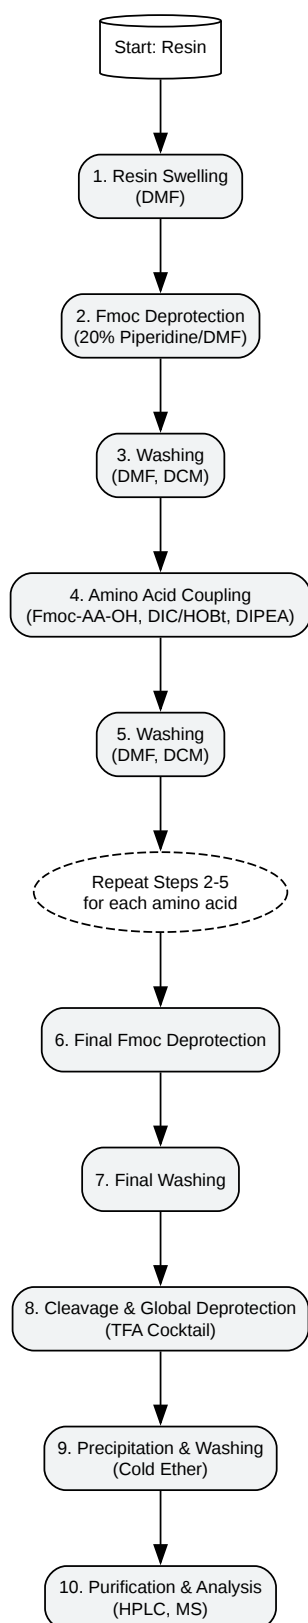 Start: Resin
1. Resin Swelling
(DMF)
2. Fmoc Deprotection
(20% Piperidine/DMF)
3. Washing
(DMF, DCM)
4. Amino Acid Coupling
(Fmoc-AA-OH, DIC/HOBt, DIPEA)
5. Washing
(DMF, DCM)
Repeat Steps 2-5
for each amino acid
6. Final Fmoc Deprotection
7. Final Washing
8. Cleavage & Global Deprotection
(TFA Cocktail)
9. Precipitation & Washing
(Cold Ether)
10. Purification & Analysis
(HPLC, MS)